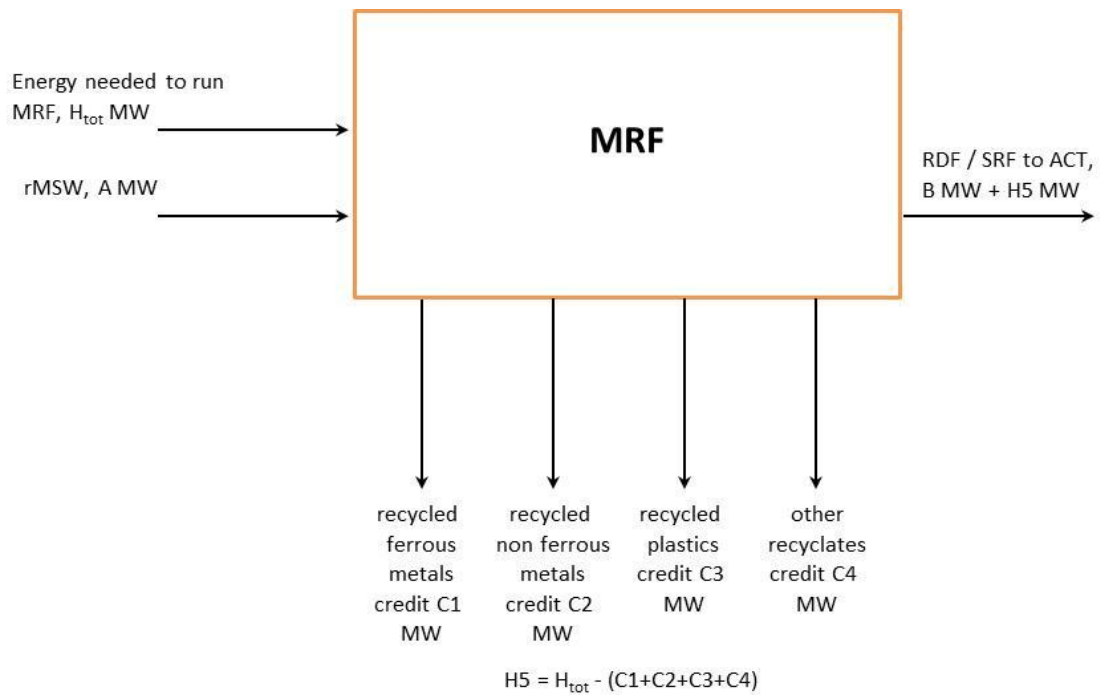 Energy needed to run
MRF, Htot MW
rMSW, A MW
MRF
RDF / SRF to ACT,
B MW + H5 MW
recycled
ferrous
metals
credit C1
MW
recycled
non ferrous
metals
credit C2
MW
recycled
plastics
credit C3
MW
other
recyclates
credit C4
MW
H5 = Htot - (C1+C2+C3+C4)